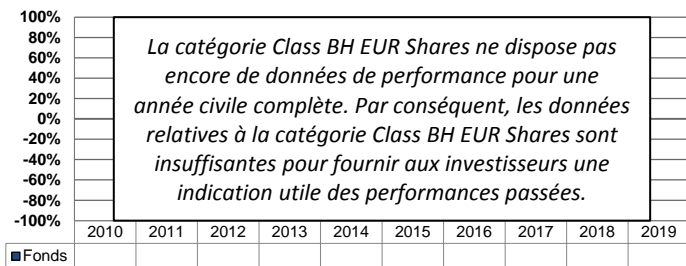 100%
80%
60%
40%
20%
0%
-20%
-40%
-60%
-80%
-100%
La catégorie Class BH EUR Shares ne dispose pas
encore de données de performance pour une
année civile complète. Par conséquent, les données
relatives à la catégorie Class BH EUR Shares sont
insuffisantes pour fournir aux investisseurs une
indication utile des performances passées.
2010 2011 2012 2013 2014 2015 2016 2017 2018 2019
Fonds